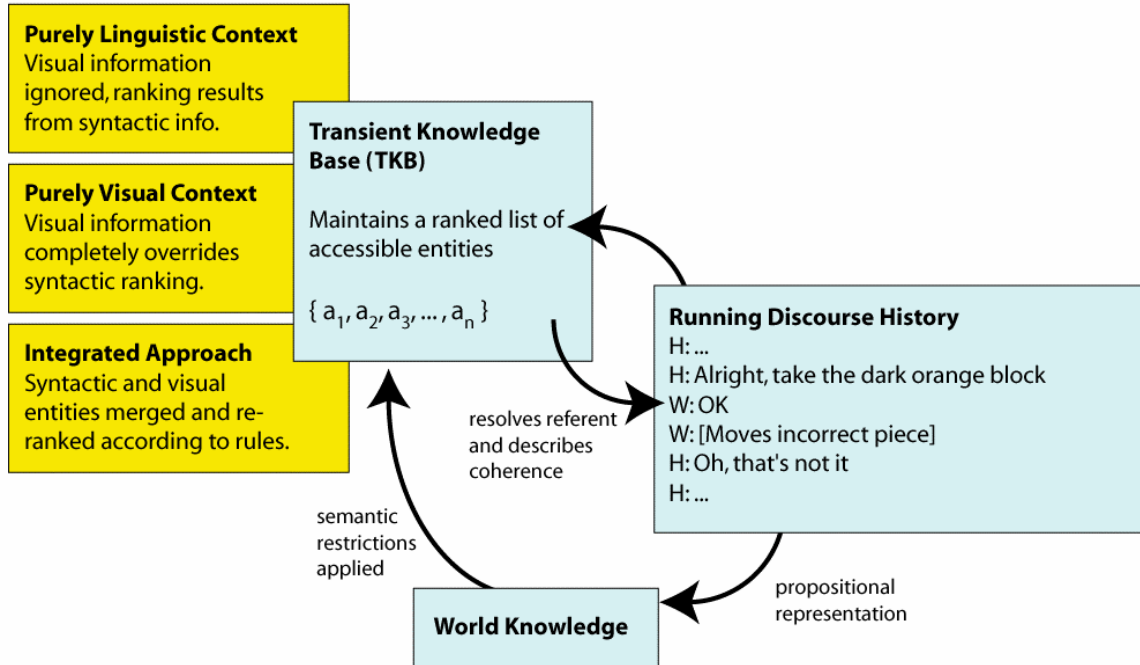 Purely Linguistic Context
Visual information
ignored, ranking results
from syntactic info.
Purely Visual Context
Visual information
completely overrides
syntactic ranking.
Integrated Approach
Syntactic and visual
entities merged and re-
ranked according to rules.
Transient Knowledge
Base (TKB)
Maintains a ranked list of
accessible entities
{ a1, a2, a3, ... , an }
resolves referent
and describes
coherence
Running Discourse History
H: ...
H: Alright, take the dark orange block
W: OK
W: [Moves incorrect piece]
H: Oh, that's not it
H: ...
semantic
restrictions
applied
propositional
representation
World Knowledge